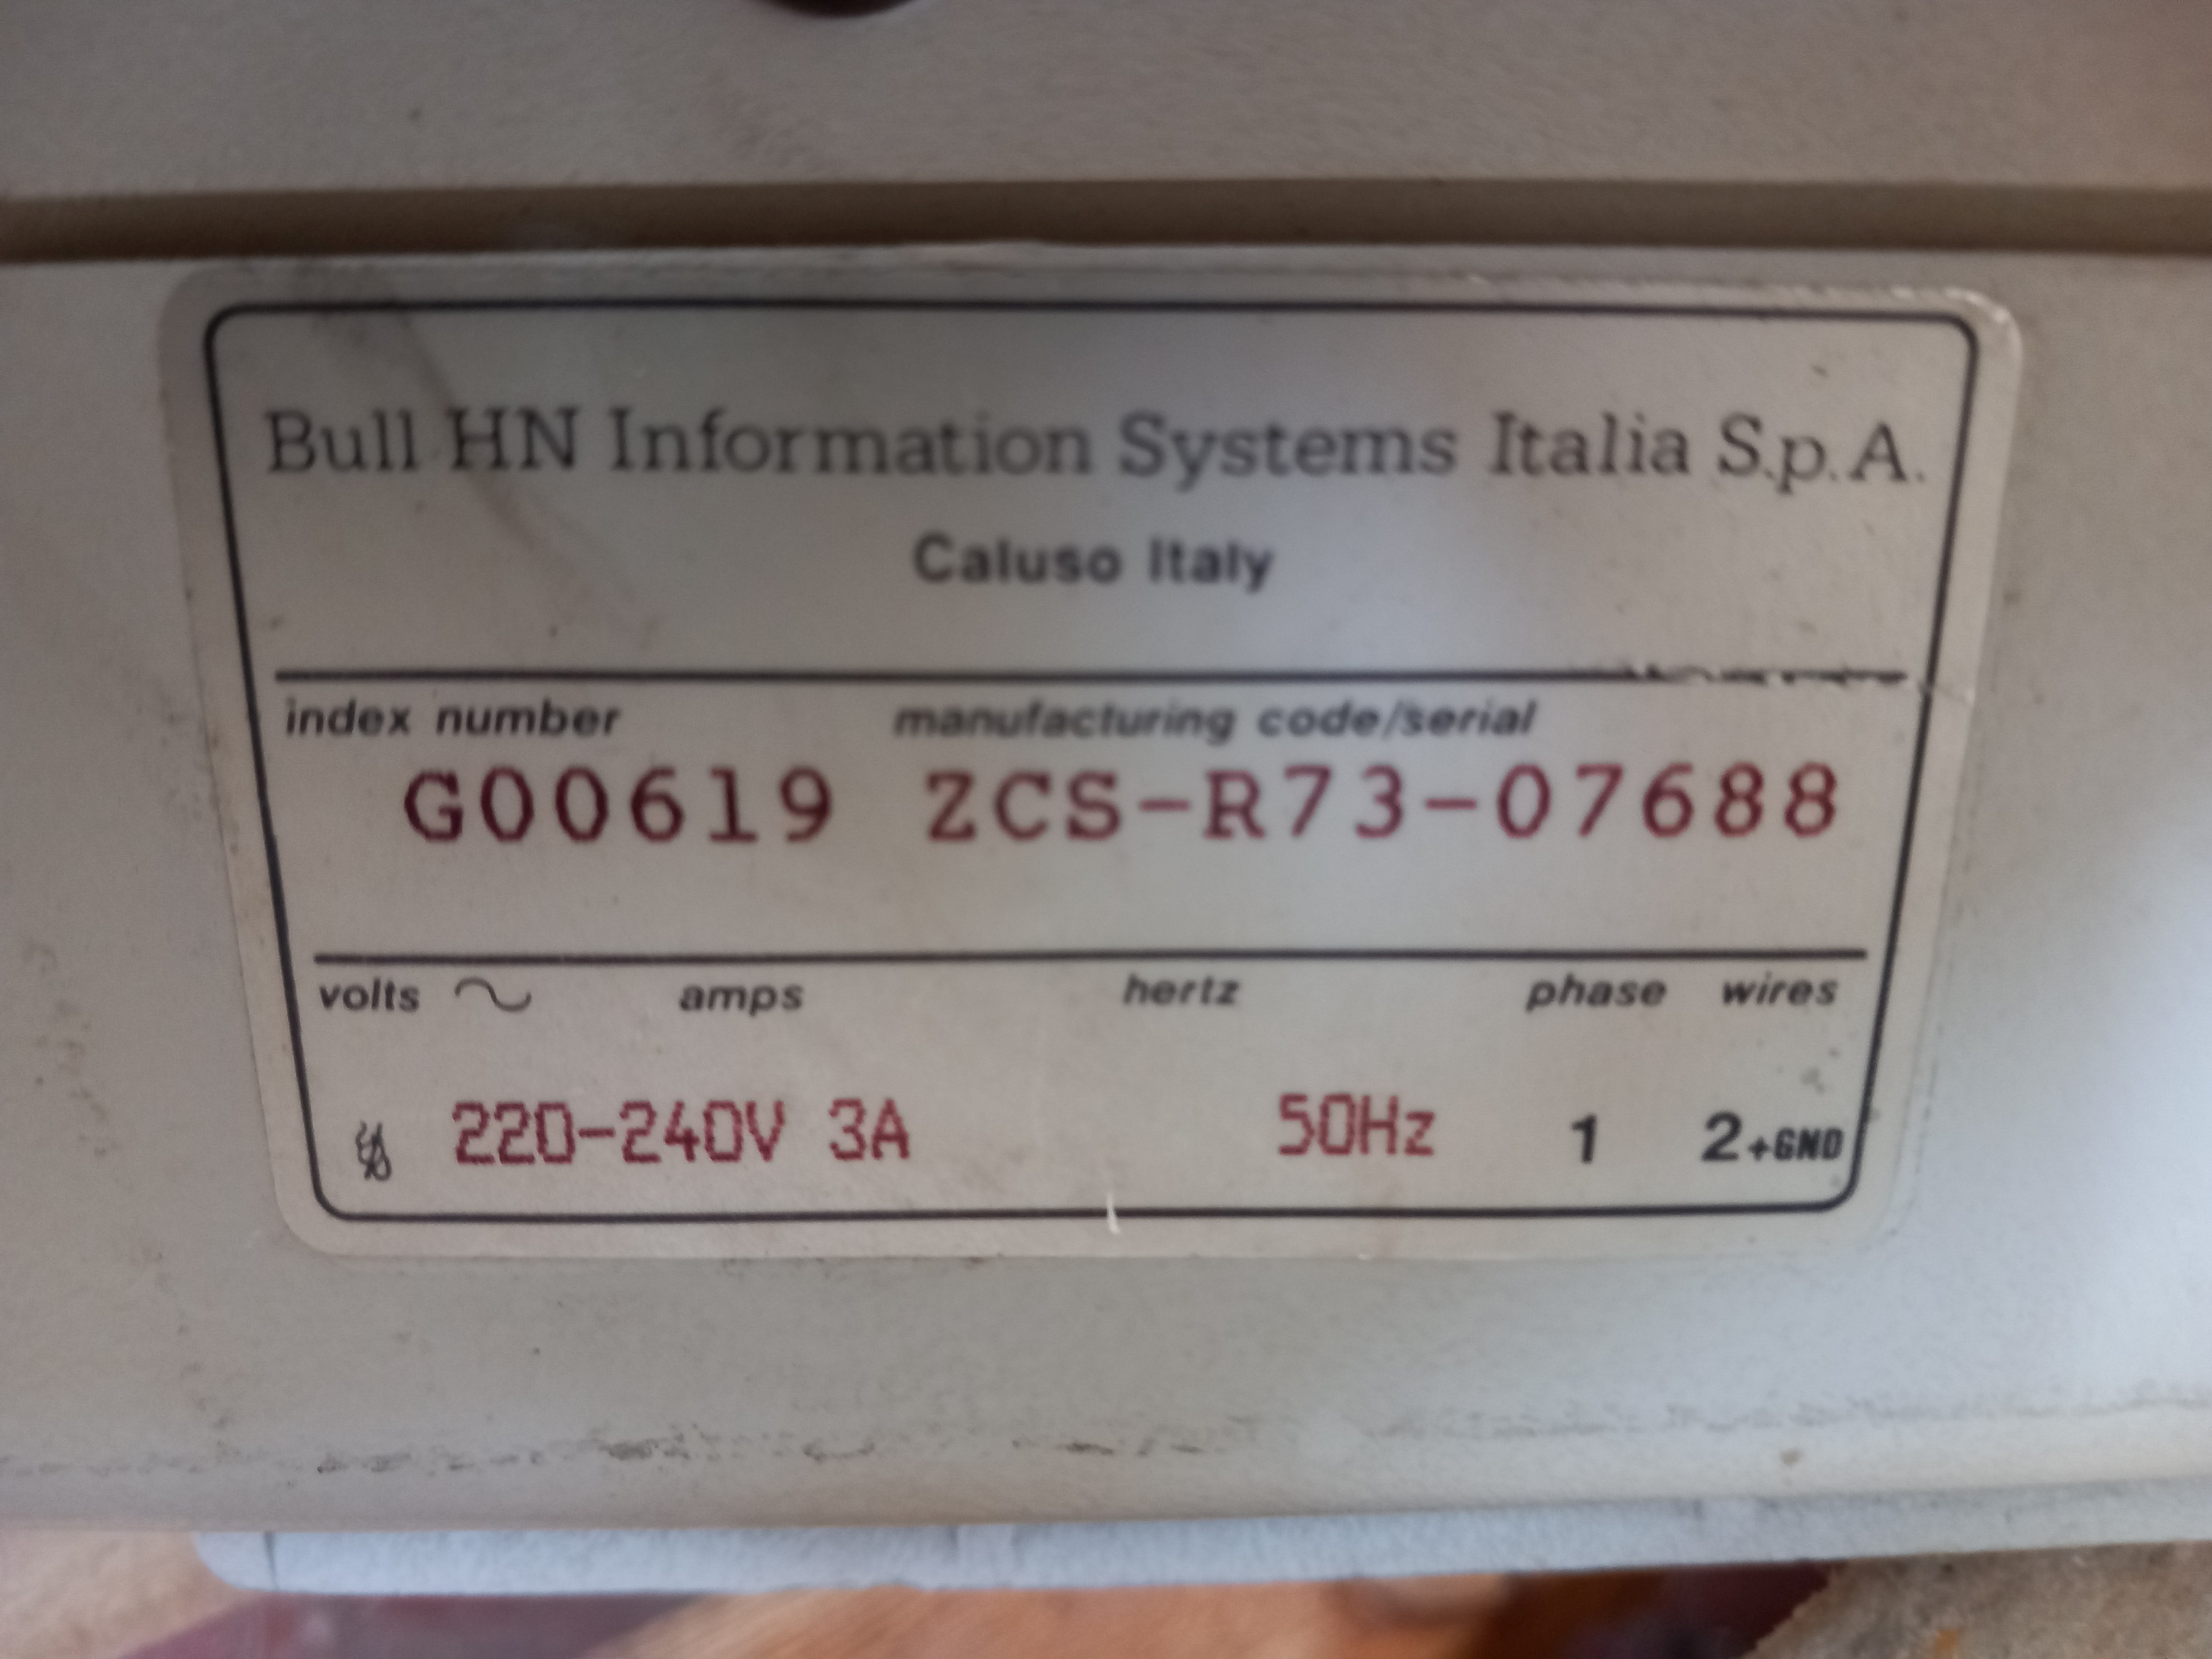 Bull HN Information Systems Italia S.p.A.
Caluso Italy
index number manufacturing code/serial
G00619 ZCS-R73-07688
volts ~ amps hertz phase wires
220-240V 3A 50Hz 1 2+GND